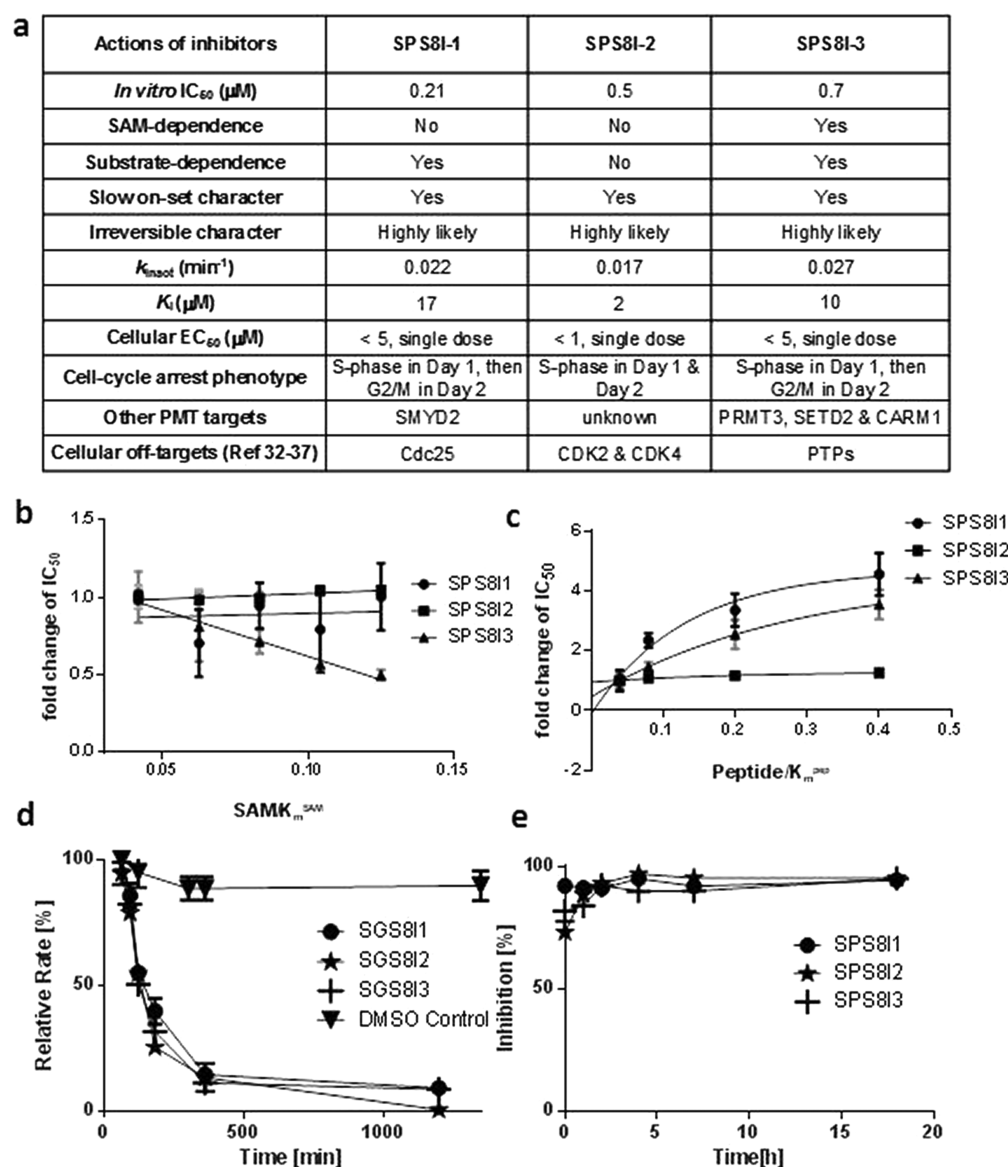 a
Actions of inhibitors SPS8I-1 SPS8I-2 SPS8I-3
In vitro IC50 (µM) 0.21 0.5 0.7
SAM-dependence No No Yes
Substrate-dependence Yes No Yes
Slow on-set character Yes Yes Yes
Irreversible character Highly likely Highly likely Highly likely
kinact (min-1) 0.022 0.017 0.027
Ki (µM) 17 2 10
Cellular EC50 (µM) < 5, single dose < 1, single dose < 5, single dose
Cell-cycle arrest phenotype S-phase in Day 1, then G2/M in Day 2 S-phase in Day 1 & Day 2 S-phase in Day 1, then G2/M in Day 2
Other PMT targets SMYD2 unknown PRMT3, SETD2 & CARM1
Cellular off-targets (Ref 32-37) Cdc25 CDK2 & CDK4 PTPs
b
1.5
1.0
0.5
0.0
fold change of IC50
0.05 0.10 0.15
SAM/KmSAM
SPS8I1
SPS8I2
SPS8I3
c
6
4
2
0
-2
fold change of IC50
0.1 0.2 0.3 0.4 0.5
Peptide/Kmpep
SPS8I1
SPS8I2
SPS8I3
d
100
50
0
Relative Rate [%]
0 500 1000
Time [min]
SGS8I1
SGS8I2
SGS8I3
DMSO Control
e
100
50
0
Inhibition [%]
0 5 10 15 20
Time[h]
SPS8I1
SPS8I2
SPS8I3